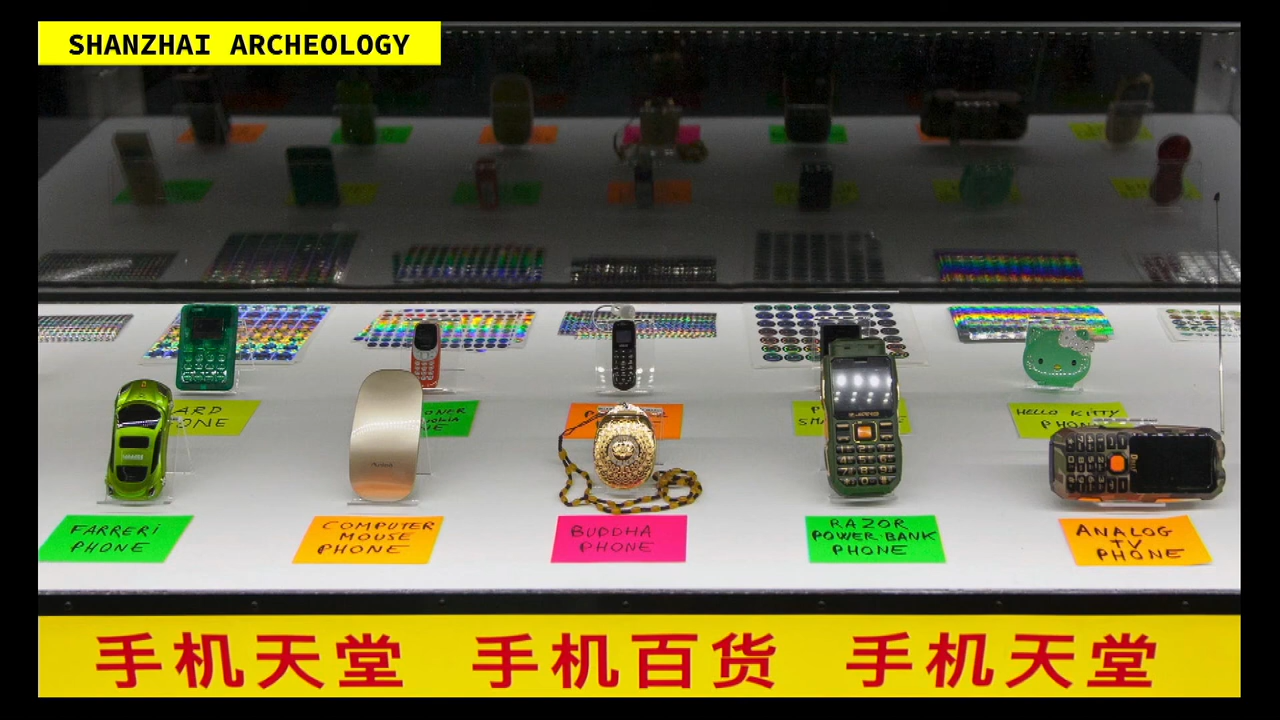 SHANZHAI ARCHEOLOGY
HELLO KITTY
FARRERI
PHONE
COMPUTER
MOUSE
PHONE
BUDDHA
PHONE
RAZOR
POWER BANK
PHONE
ANALOG
TV
PHONE
手机天堂 手机百货 手机天堂